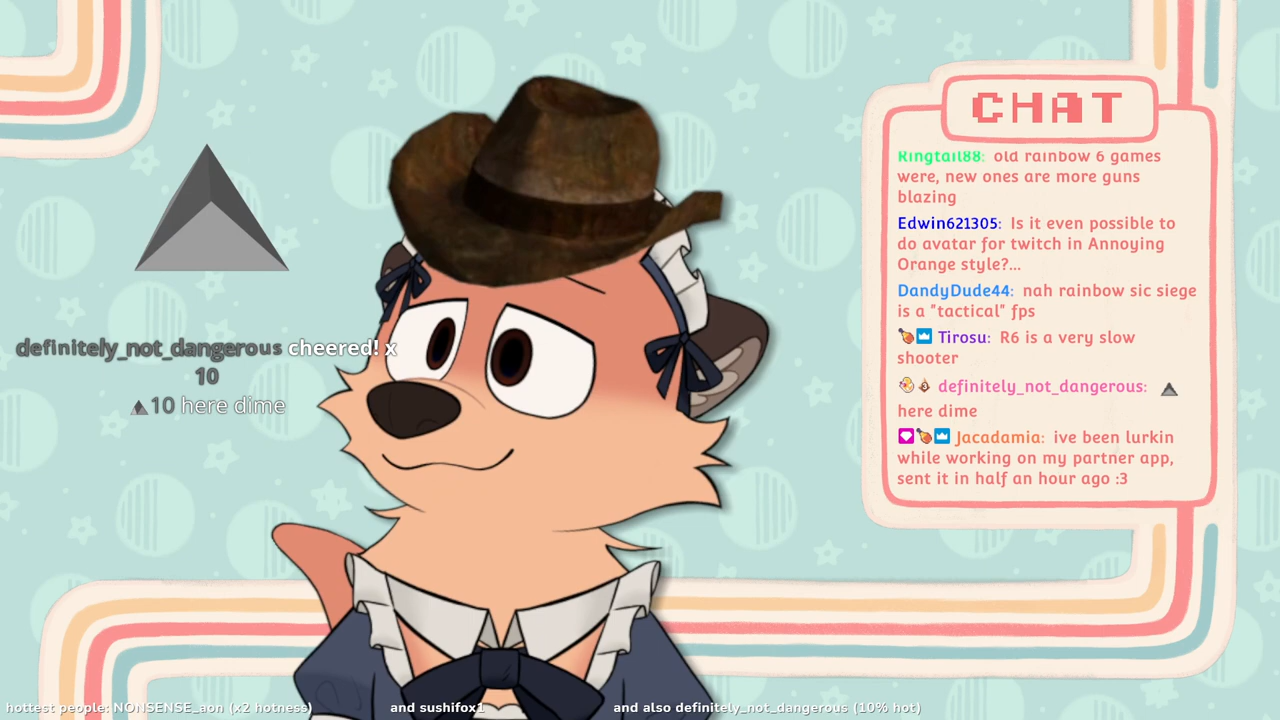 CHAT
Ringtail88: old rainbow 6 games
were, new ones are more guns
blazing
Edwin621305: Is it even possible to
do avatar for twitch in Annoying
Orange style?...
DandyDude44: nah rainbow sic siege
is a "tactical" fps
Tirosu: R6 is a very slow
shooter
definitely_not_dangerous:
here dime
Jacadamia: ive been lurkin
while working on my partner app,
sent it in half an hour ago :3
definitely_not_dangerous cheered! x
10
10 here dime
hottest people: NONSENSE_aon (x2 hotness) and sushifox1 and also definitely_not_dangerous (10% hot)